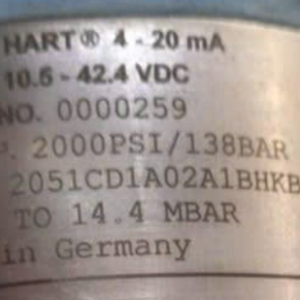 HART® 4 - 20 mA
10.5 - 42.4 VDC
NO. 0000259
. 2000PSI/138BAR
2051CD1A02A1BHKB
TO 14.4 MBAR
in Germany